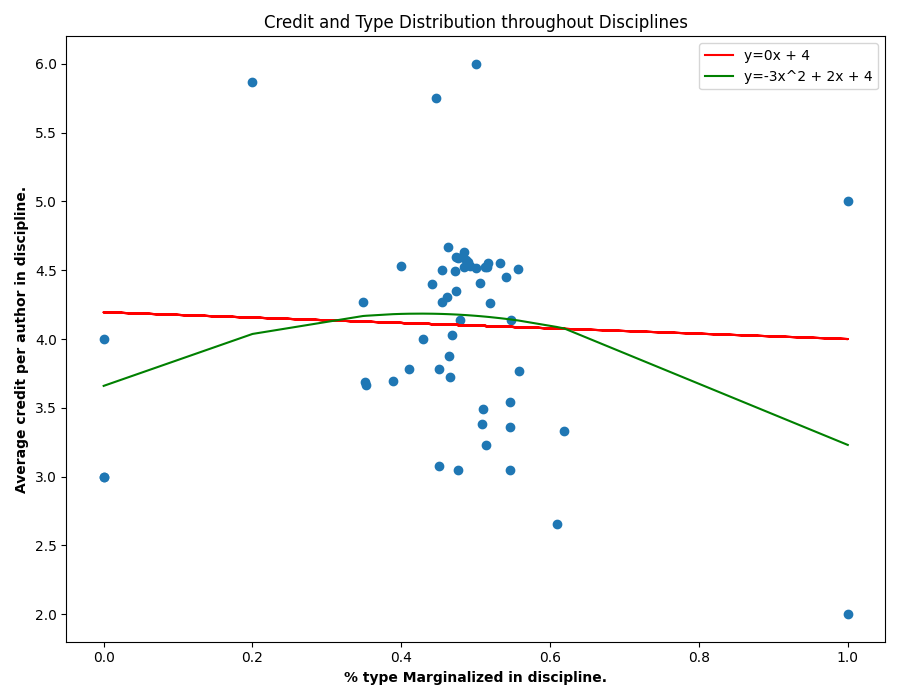 Credit and Type Distribution throughout Disciplines
y=0x + 4
y=-3x^2 + 2x + 4
Average credit per author in discipline.
6.0
5.5
5.0
4.5
4.0
3.5
3.0
2.5
2.0
0.0 0.2 0.4 0.6 0.8 1.0
% type Marginalized in discipline.